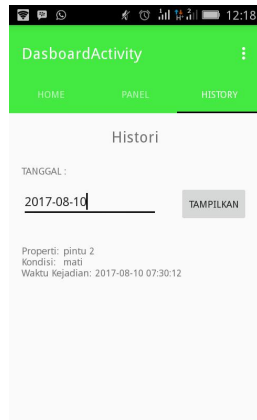 12:18
DasboardActivity
HOME PANEL HISTORY
Histori
TANGGAL :
2017-08-10 TAMPILKAN
Properti: pintu 2
Kondisi: mati
Waktu Kejadian: 2017-08-10 07:30:12